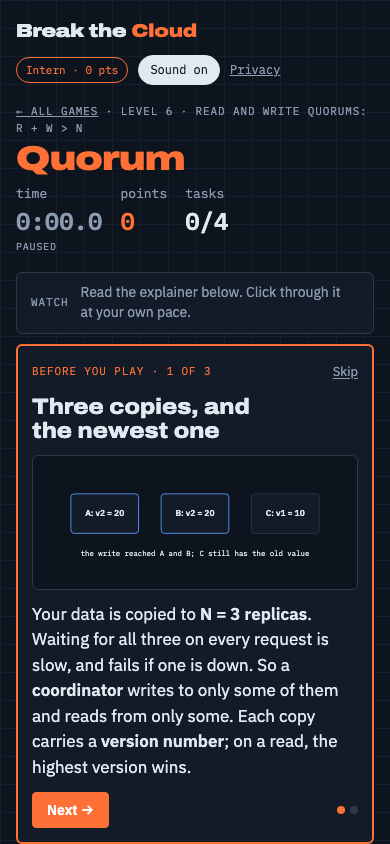 Break the Cloud
Intern · 0 pts
Sound on
Privacy
← ALL GAMES · LEVEL 6 · READ AND WRITE QUORUMS:
R + W > N
Quorum
time points tasks
0:00.0 0 0/4
PAUSED
WATCH
Read the explainer below. Click through it
at your own pace.
BEFORE YOU PLAY · 1 OF 3
Skip
Three copies, and
the newest one
A: v2 = 20
B: v2 = 20
C: v1 = 10
the write reached A and B; C still has the old value
Your data is copied to N = 3 replicas.
Waiting for all three on every request is
slow, and fails if one is down. So a
coordinator writes to only some of them
and reads from only some. Each copy
carries a version number; on a read, the
highest version wins.
Next →